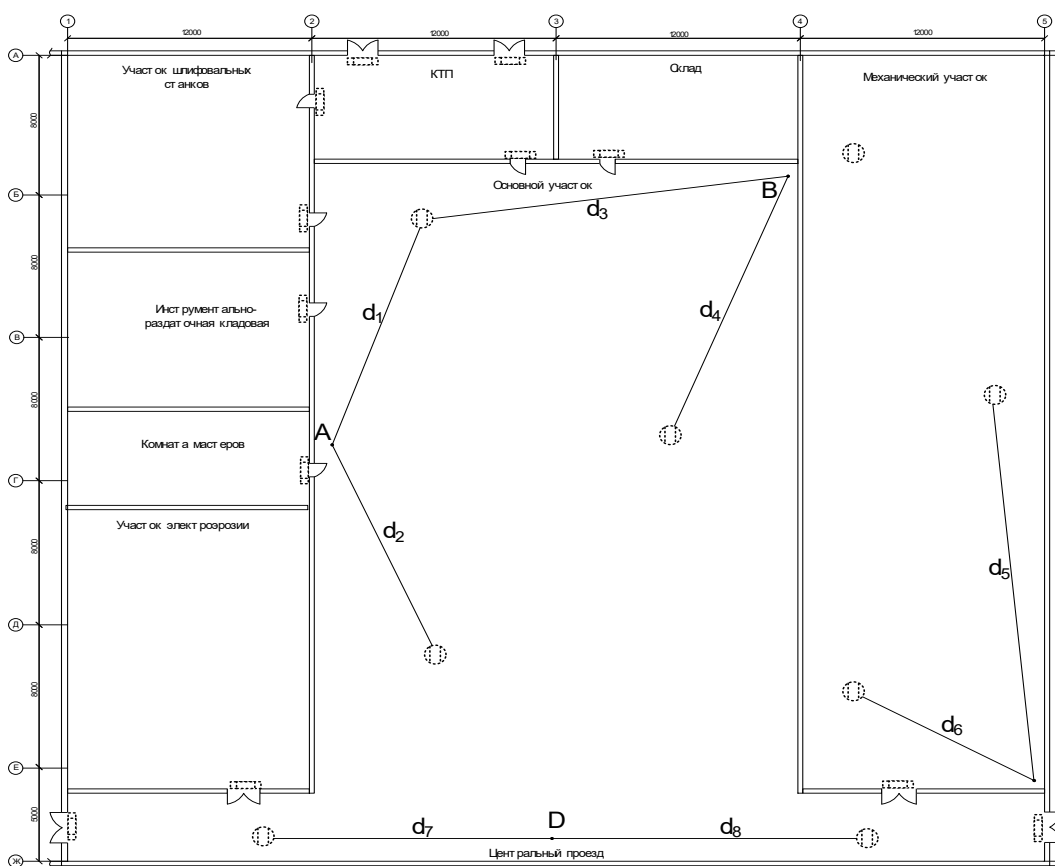 1 2 3 4 5
12000 12000 12000 12000
А
Участок шлифовальных
станков
КТП
Склад
Механический участок
8000
Б
Основной участок
B
d3
8000
Инструментально-
раздаточная кладовая
d1
d4
В
8000
A
Комната мастеров
Г
Участок электроэрозии
d2
8000
d5
Д
8000
d6
Е
5000
D
d7
d8
Центральный проезд
Ж